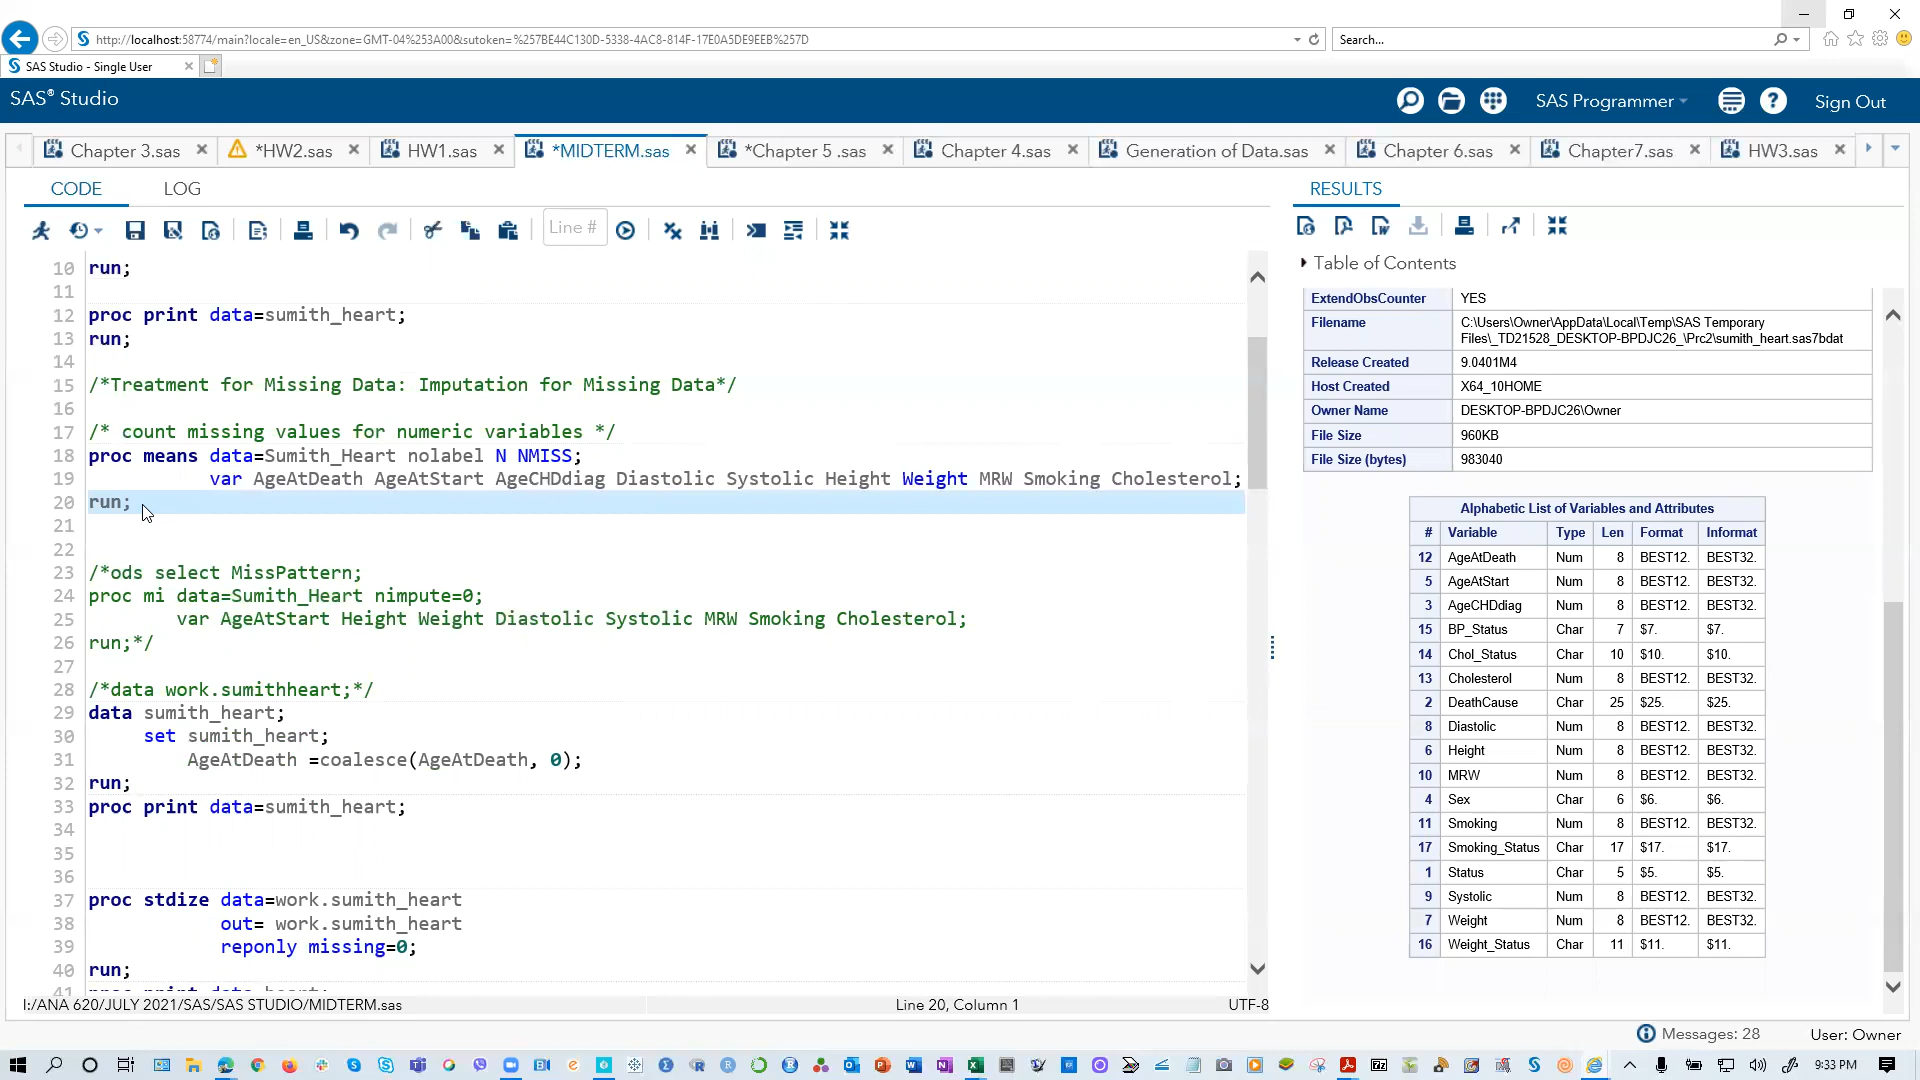 http://localhost:58774/main?locale=en_US&zone=GMT-04%253A00&sutoken=%257BE44C130D-5338-4AC8-814F-17E0A5DE9EEB%257D
Search...
SAS Studio - Single User
SAS® Studio
SAS Programmer
Sign Out
Chapter 3.sas
*HW2.sas
HW1.sas
*MIDTERM.sas
*Chapter 5 .sas
Chapter 4.sas
Generation of Data.sas
Chapter 6.sas
Chapter7.sas
HW3.sas
CODE
LOG
Line #
10 run;
11
12 proc print data=sumith_heart;
13 run;
14
15 /*Treatment for Missing Data: Imputation for Missing Data*/
16
17 /* count missing values for numeric variables */
18 proc means data=Sumith_Heart nolabel N NMISS;
19 var AgeAtDeath AgeAtStart AgeCHDdiag Diastolic Systolic Height Weight MRW Smoking Cholesterol;
20 run;
21
22
23 /*ods select MissPattern;
24 proc mi data=Sumith_Heart nimpute=0;
25 var AgeAtStart Height Weight Diastolic Systolic MRW Smoking Cholesterol;
26 run;*/
27
28 /*data work.sumithheart;*/
29 data sumith_heart;
30 set sumith_heart;
31 AgeAtDeath =coalesce(AgeAtDeath, 0);
32 run;
33 proc print data=sumith_heart;
34
35
36
37 proc stdize data=work.sumith_heart
38 out= work.sumith_heart
39 reponly missing=0;
40 run;
I:/ANA 620/JULY 2021/SAS/SAS STUDIO/MIDTERM.sas
Line 20, Column 1
UTF-8
RESULTS
Table of Contents
ExtendObsCounter YES
Filename C:\Users\Owner\AppData\Local\Temp\SAS Temporary
Files\_TD21528_DESKTOP-BPDJC26_\Prc2\sumith_heart.sas7bdat
Release Created 9.0401M4
Host Created X64_10HOME
Owner Name DESKTOP-BPDJC26\Owner
File Size 960KB
File Size (bytes) 983040
Alphabetic List of Variables and Attributes
# Variable Type Len Format Informat
12 AgeAtDeath Num 8 BEST12. BEST32.
5 AgeAtStart Num 8 BEST12. BEST32.
3 AgeCHDdiag Num 8 BEST12. BEST32.
15 BP_Status Char 7 $7. $7.
14 Chol_Status Char 10 $10. $10.
13 Cholesterol Num 8 BEST12. BEST32.
2 DeathCause Char 25 $25. $25.
8 Diastolic Num 8 BEST12. BEST32.
6 Height Num 8 BEST12. BEST32.
10 MRW Num 8 BEST12. BEST32.
4 Sex Char 6 $6. $6.
11 Smoking Num 8 BEST12. BEST32.
17 Smoking_Status Char 17 $17. $17.
1 Status Char 5 $5. $5.
9 Systolic Num 8 BEST12. BEST32.
7 Weight Num 8 BEST12. BEST32.
16 Weight_Status Char 11 $11. $11.
Messages: 28
User: Owner
9:33 PM